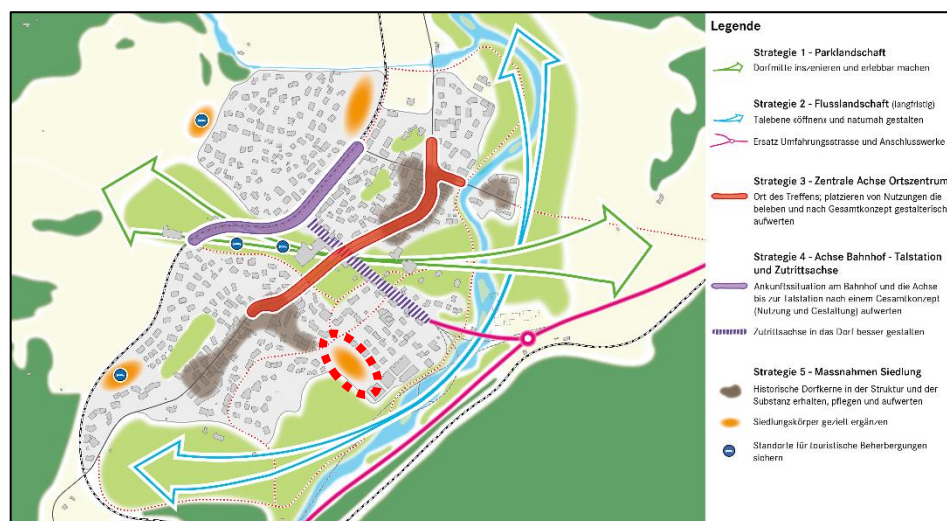 Legende
Strategie 1 - Parklandschaft
Dorfmitte inszenieren und erlebbar machen
Strategie 2 - Flusslandschaft (langfristig)
Talebene «öffnen» und naturnah gestalten
Ersatz Umfahrungsstrasse und Anschlusswerke
Strategie 3 - Zentrale Achse Ortszentrum
Ort des Treffens; platzieren von Nutzungen die
beleben und nach Gesamtkonzept gestalterisch
aufwerten
Strategie 4 - Achse Bahnhof - Talstation
und Zutrittsachse
Ankunftssituation am Bahnhof und die Achse
bis zur Talstation nach einem Gesamtkonzept
(Nutzung und Gestaltung) aufwerten
Zutrittsachse in das Dorf besser gestalten
Strategie 5 - Massnahmen Siedlung
Historische Dorfkerne in der Struktur und der
Substanz erhalten, pflegen und aufwerten
Siedlungskörper gezielt ergänzen
Standorte für touristische Beherbergungen
sichern